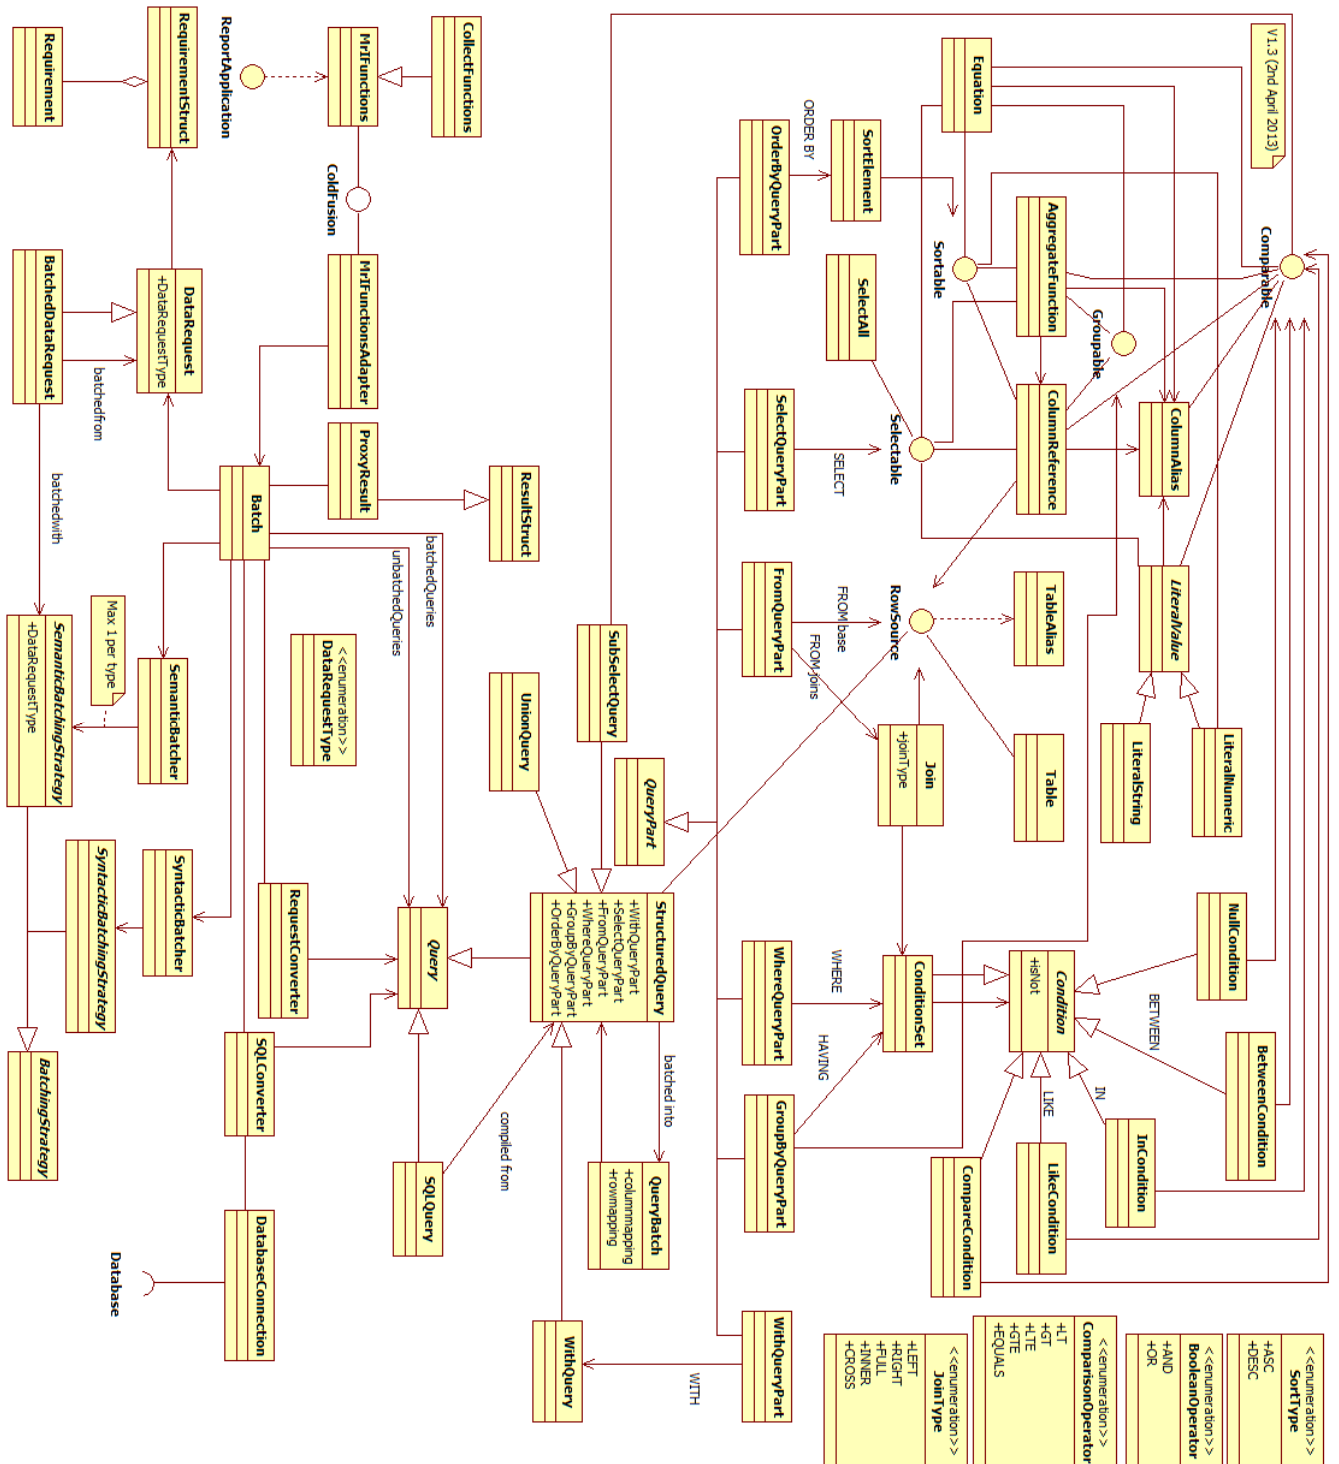 V1.3 (2nd April 2013)
Comparable
Equation
ORDER BY
OrderByQueryPart
SortElement
Sortable
AggregateFunction
Groupable
SelectAll
SelectQueryPart
SELECT
Selectable
ColumnReference
ColumnAlias
FromQueryPart
FROM base
FROM joins
RowSource
TableAlias
Table
LiteralValue
LiteralString
LiteralNumeric
Join
+joinType
WhereQueryPart
WHERE
HAVING
ConditionSet
Condition
+isNot
NullCondition
BETWEEN
BetweenCondition
IN
InCondition
LIKE
LikeCondition
CompareCondition
GroupByQueryPart
WithQueryPart
WITH
WithQuery
<<enumeration>>
SortType
+ASC
+DESC
<<enumeration>>
BooleanOperator
+AND
+OR
<<enumeration>>
ComparisonOperator
+LT
+GT
+LTE
+GTE
+EQUALS
<<enumeration>>
JoinType
+LEFT
+RIGHT
+FULL
+INNER
+CROSS
CollectFunctions
MrIFunctions
ReportApplication
ColdFusion
MrIFunctionsAdapter
RequirementStruct
Requirement
DataRequest
+DataRequestType
BatchedDataRequest
batchedfrom
batchedwith
ProxyResult
ResultStruct
Batch
batchedQueries
unbatchedQueries
<<enumeration>>
DataRequestType
SubSelectQuery
UnionQuery
QueryPart
StructuredQuery
+WithQueryPart
+SelectQueryPart
+FromQueryPart
+WhereQueryPart
+GroupByQueryPart
+OrderByQueryPart
Query
batched into
QueryBatch
+columnmapping
+rowmapping
compiled from
SQLQuery
Max 1 per type
SemanticBatcher
SemanticBatchingStrategy
+DataRequestType
SyntacticBatcher
SyntacticBatchingStrategy
BatchingStrategy
RequestConverter
SQLConverter
DatabaseConnection
Database